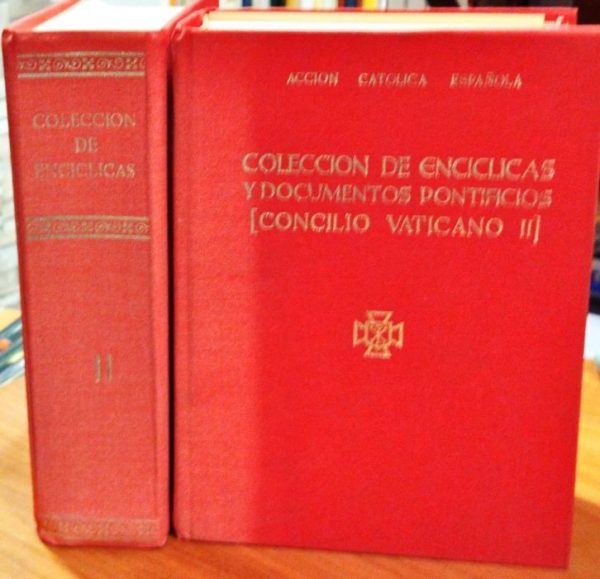 COLECCION
DE
ENCICLICAS
II
ACCION CATOLICA ESPAÑOLA
COLECCION DE ENCICLICAS
Y DOCUMENTOS PONTIFICIOS
[CONCILIO VATICANO II]